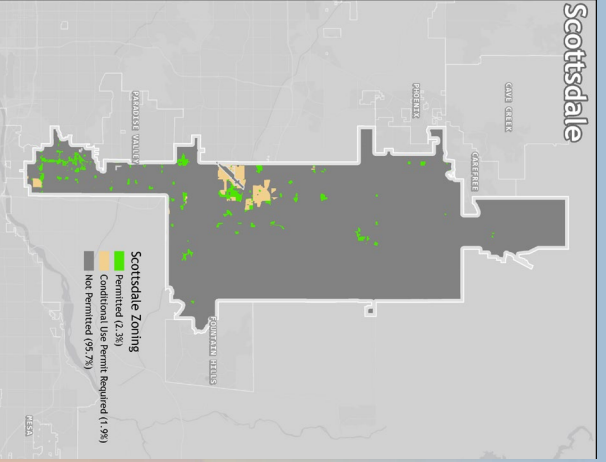 Scottsdale
CAVE CREEK
CAREFREE
PHOENIX
PARADISE VALLEY
FOUNTAIN HILLS
MESA
Scottsdale Zoning
Permitted (2.3%)
Conditional Use Permit Required (1.9%)
Not Permitted (95.7%)